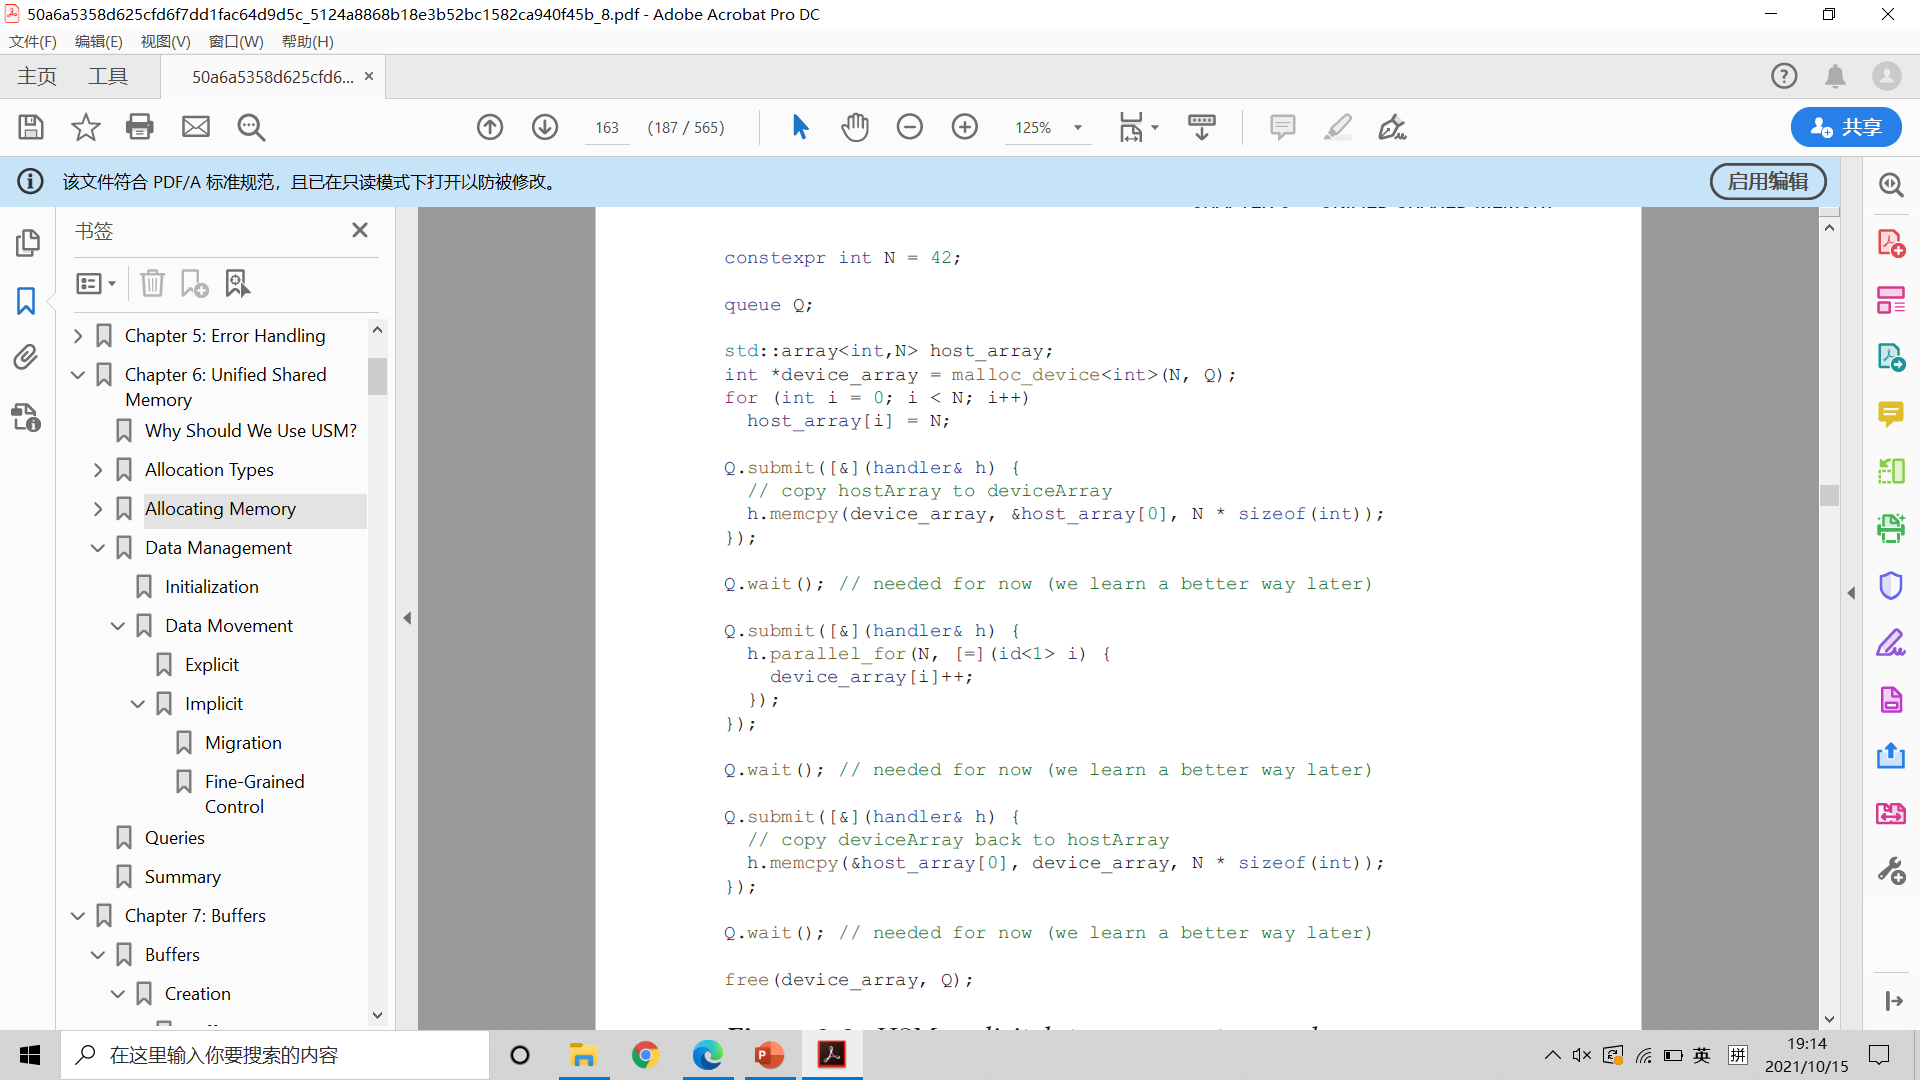 50a6a5358d625cfd6f7dd1fac64d9d5c_5124a8868b18e3b52bc1582ca940f45b_8.pdf - Adobe Acrobat Pro DC
文件(F) 编辑(E) 视图(V) 窗口(W) 帮助(H)
主页 工具 50a6a5358d625cfd6... ×
163 (187 / 565) 125% 共享
该文件符合 PDF/A 标准规范，且已在只读模式下打开以防被修改。 启用编辑
书签
Chapter 5: Error Handling
Chapter 6: Unified Shared
Memory
Why Should We Use USM?
Allocation Types
Allocating Memory
Data Management
Initialization
Data Movement
Explicit
Implicit
Migration
Fine-Grained
Control
Queries
Summary
Chapter 7: Buffers
Buffers
Creation
constexpr int N = 42;
queue Q;
std::array<int,N> host_array;
int *device_array = malloc_device<int>(N, Q);
for (int i = 0; i < N; i++)
host_array[i] = N;
Q.submit([&](handler& h) {
// copy hostArray to deviceArray
h.memcpy(device_array, &host_array[0], N * sizeof(int));
});
Q.wait(); // needed for now (we learn a better way later)
Q.submit([&](handler& h) {
h.parallel_for(N, [=](id<1> i) {
device_array[i]++;
});
});
Q.wait(); // needed for now (we learn a better way later)
Q.submit([&](handler& h) {
// copy deviceArray back to hostArray
h.memcpy(&host_array[0], device_array, N * sizeof(int));
});
Q.wait(); // needed for now (we learn a better way later)
free(device_array, Q);
在这里输入你要搜索的内容
英 拼 19:14
2021/10/15